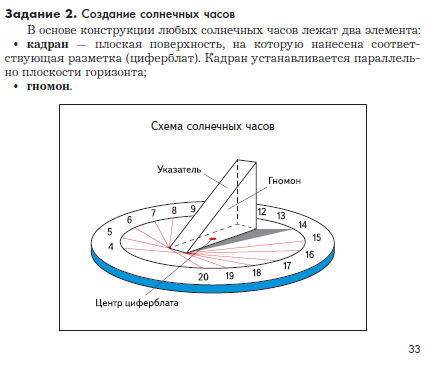 Задание 2. Создание солнечных часов
В основе конструкции любых солнечных часов лежат два элемента:
• кадран — плоская поверхность, на которую нанесена соответ-
ствующая разметка (циферблат). Кадран устанавливается параллель-
но плоскости горизонта;
• гномон.
Схема солнечных часов
Указатель
Гномон
6 7 8 9 12 13 14
5 15
4 16
17
20 19 18
Центр циферблата
33